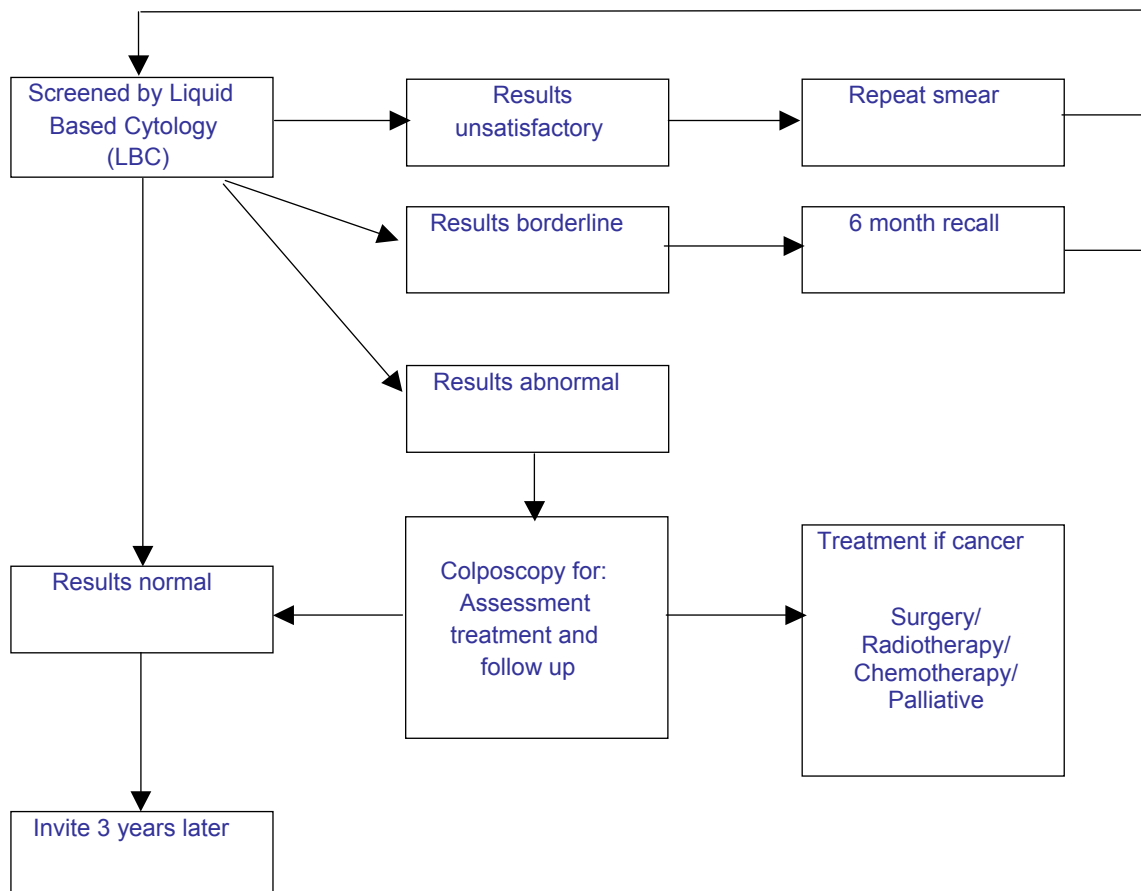 Screened by Liquid
Based Cytology
(LBC)
Results
unsatisfactory
Repeat smear
Results borderline
6 month recall
Results abnormal
Colposcopy for:
Assessment
treatment and
follow up
Treatment if cancer
Surgery/
Radiotherapy/
Chemotherapy/
Palliative
Results normal
Invite 3 years later